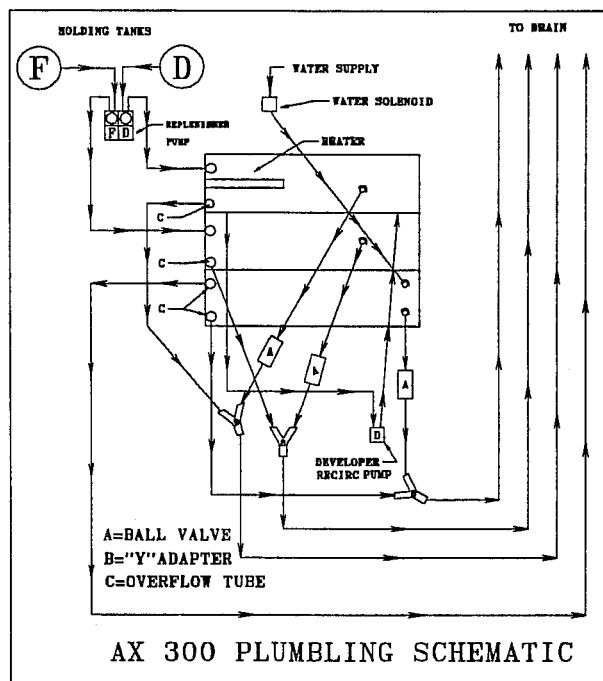 HOLDING TANKS
TO DRAIN
F
D
WATER SUPPLY
WATER SOLENOID
F D
REPLENISHER
PUMP
HEATER
C
C
C
A
A
A
D
DEVELOPER
RECIRC PUMP
A=BALL VALVE
B="Y"ADAPTER
C=OVERFLOW TUBE
AX 300 PLUMBLING SCHEMATIC